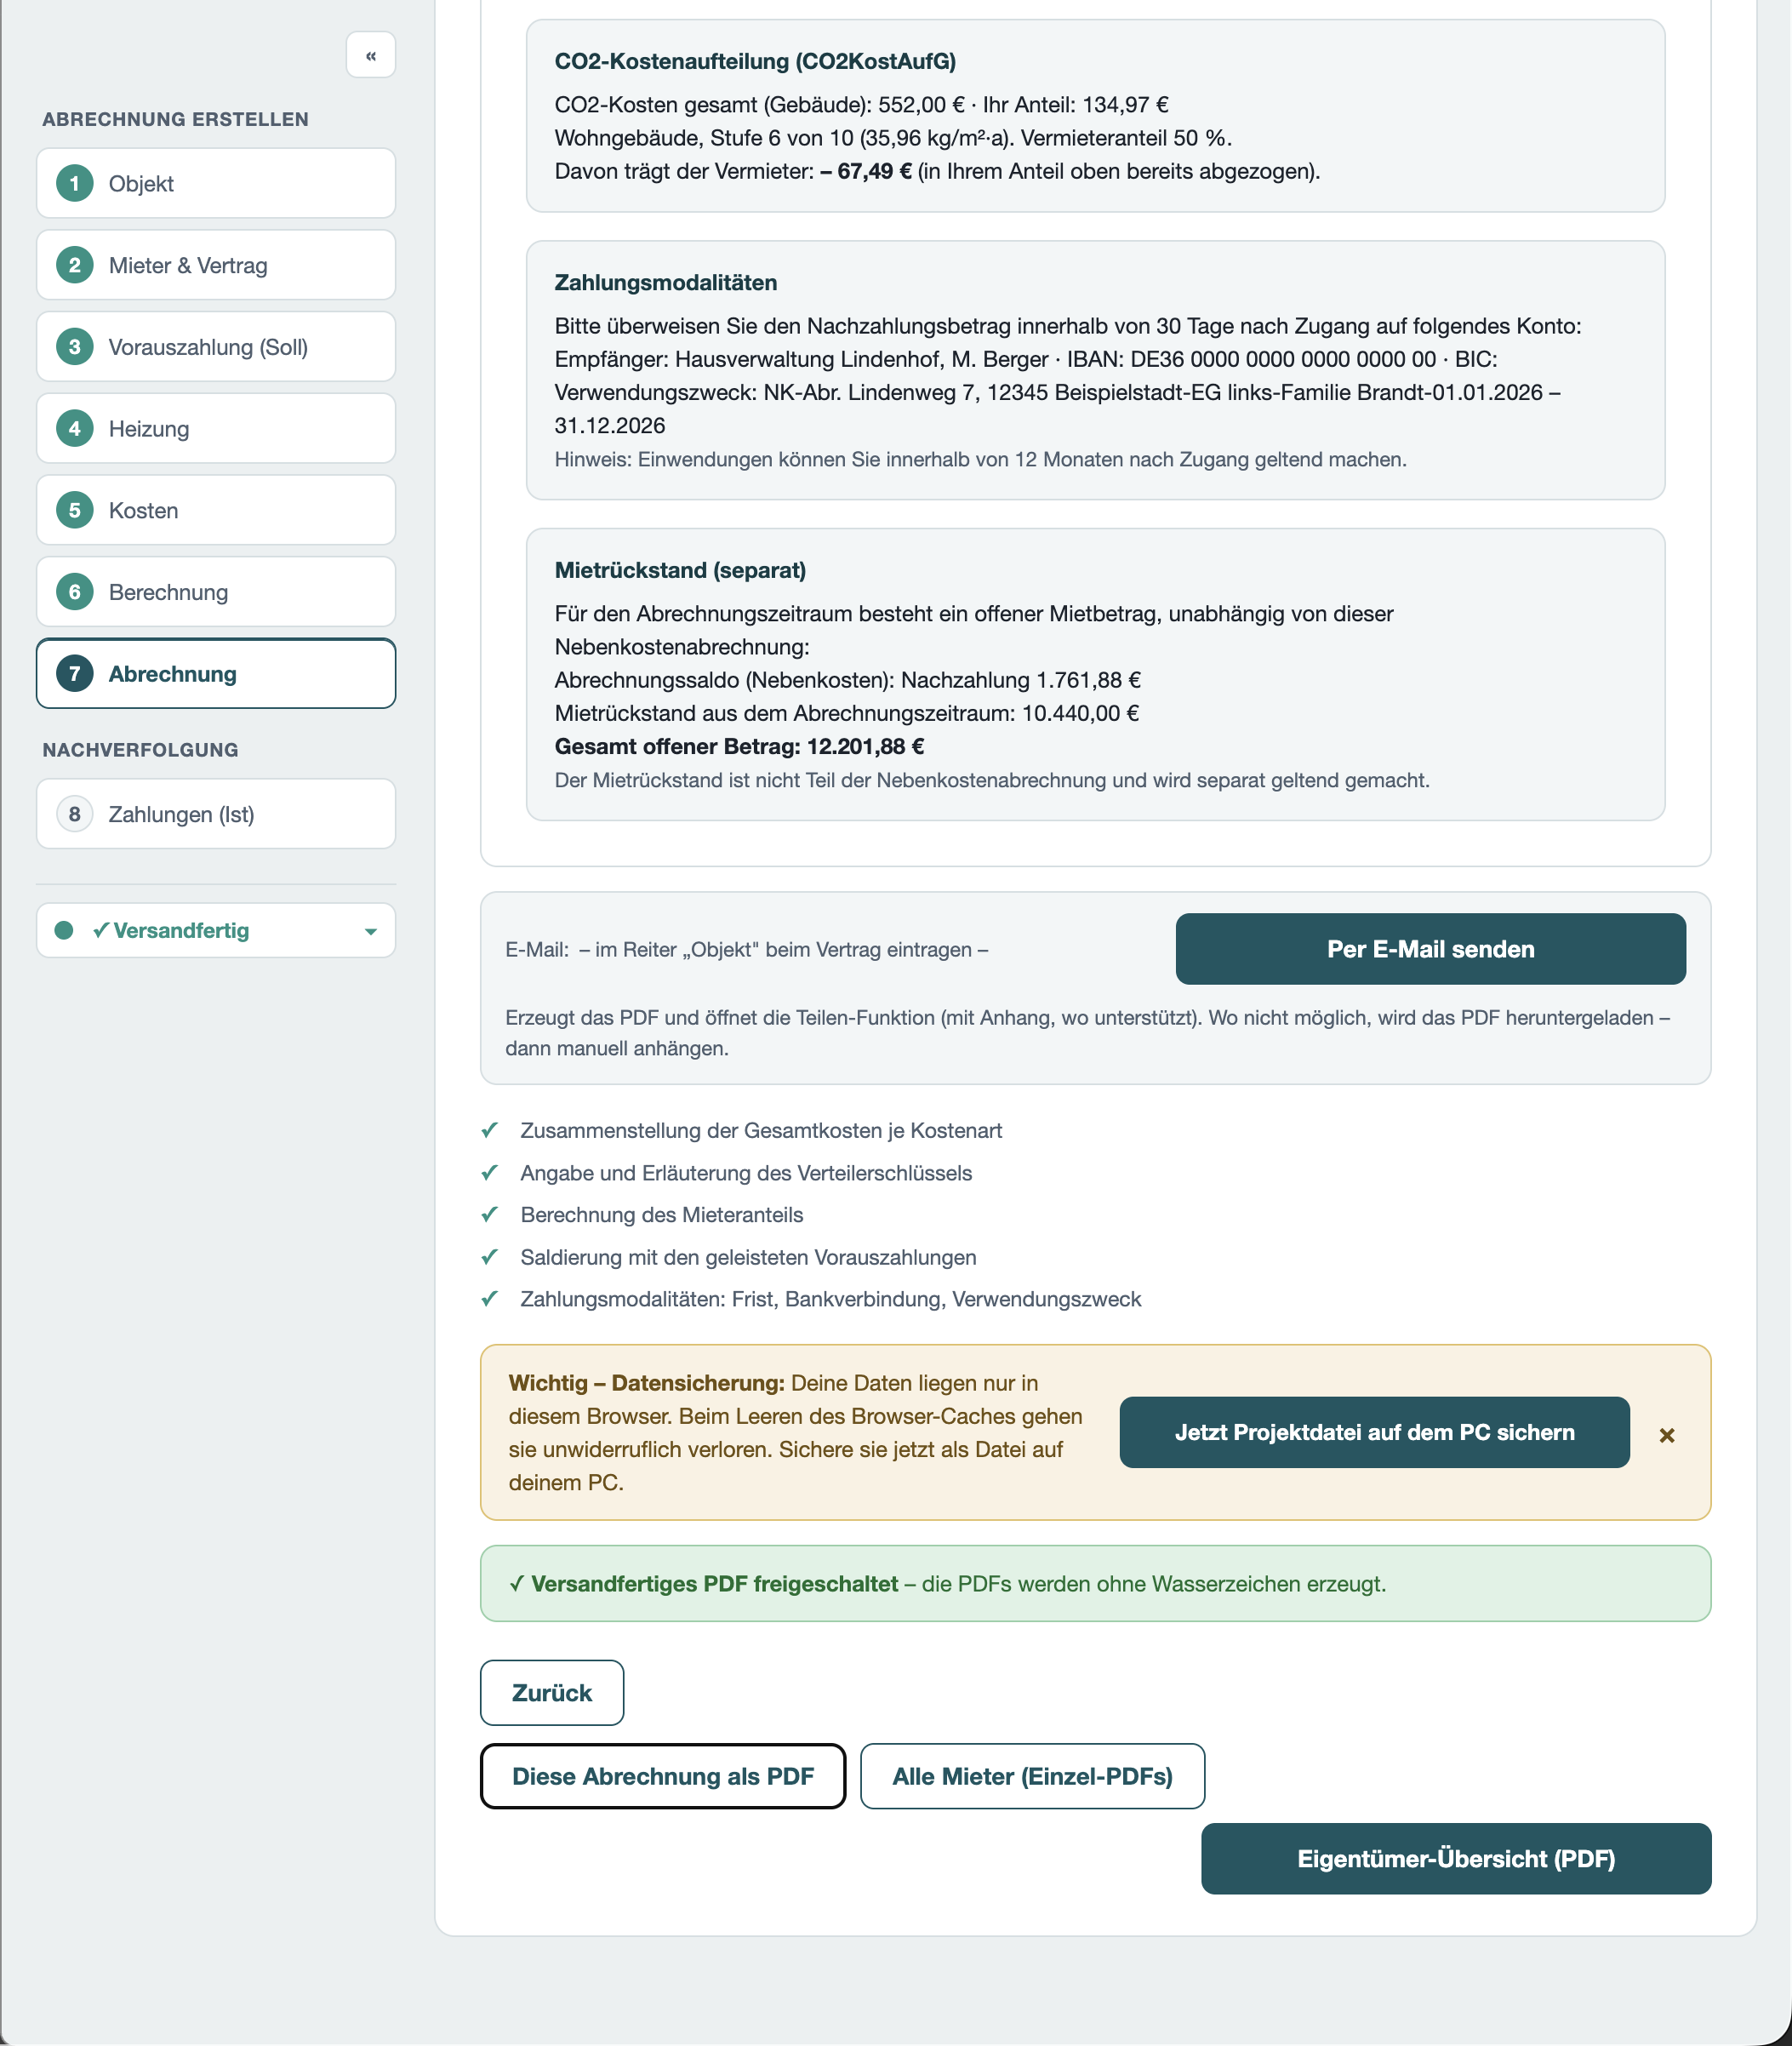 «
ABRECHNUNG ERSTELLEN
1 Objekt
2 Mieter & Vertrag
3 Vorauszahlung (Soll)
4 Heizung
5 Kosten
6 Berechnung
7 Abrechnung
NACHVERFOLGUNG
8 Zahlungen (Ist)
✓ Versandfertig
CO2-Kostenaufteilung (CO2KostAufG)
CO2-Kosten gesamt (Gebäude): 552,00 € · Ihr Anteil: 134,97 €
Wohngebäude, Stufe 6 von 10 (35,96 kg/m²·a). Vermieteranteil 50 %.
Davon trägt der Vermieter: – 67,49 € (in Ihrem Anteil oben bereits abgezogen).
Zahlungsmodalitäten
Bitte überweisen Sie den Nachzahlungsbetrag innerhalb von 30 Tage nach Zugang auf folgendes Konto:
Empfänger: Hausverwaltung Lindenhof, M. Berger · IBAN: DE36 0000 0000 0000 0000 00 · BIC:
Verwendungszweck: NK-Abr. Lindenweg 7, 12345 Beispielstadt-EG links-Familie Brandt-01.01.2026 –
31.12.2026
Hinweis: Einwendungen können Sie innerhalb von 12 Monaten nach Zugang geltend machen.
Mietrückstand (separat)
Für den Abrechnungszeitraum besteht ein offener Mietbetrag, unabhängig von dieser
Nebenkostenabrechnung:
Abrechnungssaldo (Nebenkosten): Nachzahlung 1.761,88 €
Mietrückstand aus dem Abrechnungszeitraum: 10.440,00 €
Gesamt offener Betrag: 12.201,88 €
Der Mietrückstand ist nicht Teil der Nebenkostenabrechnung und wird separat geltend gemacht.
E-Mail: – im Reiter „Objekt" beim Vertrag eintragen –
Per E-Mail senden
Erzeugt das PDF und öffnet die Teilen-Funktion (mit Anhang, wo unterstützt). Wo nicht möglich, wird das PDF heruntergeladen –
dann manuell anhängen.
✓ Zusammenstellung der Gesamtkosten je Kostenart
✓ Angabe und Erläuterung des Verteilerschlüssels
✓ Berechnung des Mieteranteils
✓ Saldierung mit den geleisteten Vorauszahlungen
✓ Zahlungsmodalitäten: Frist, Bankverbindung, Verwendungszweck
Wichtig – Datensicherung: Deine Daten liegen nur in
diesem Browser. Beim Leeren des Browser-Caches gehen
sie unwiderruflich verloren. Sichere sie jetzt als Datei auf
deinem PC.
Jetzt Projektdatei auf dem PC sichern
×
✓ Versandfertiges PDF freigeschaltet – die PDFs werden ohne Wasserzeichen erzeugt.
Zurück
Diese Abrechnung als PDF
Alle Mieter (Einzel-PDFs)
Eigentümer-Übersicht (PDF)